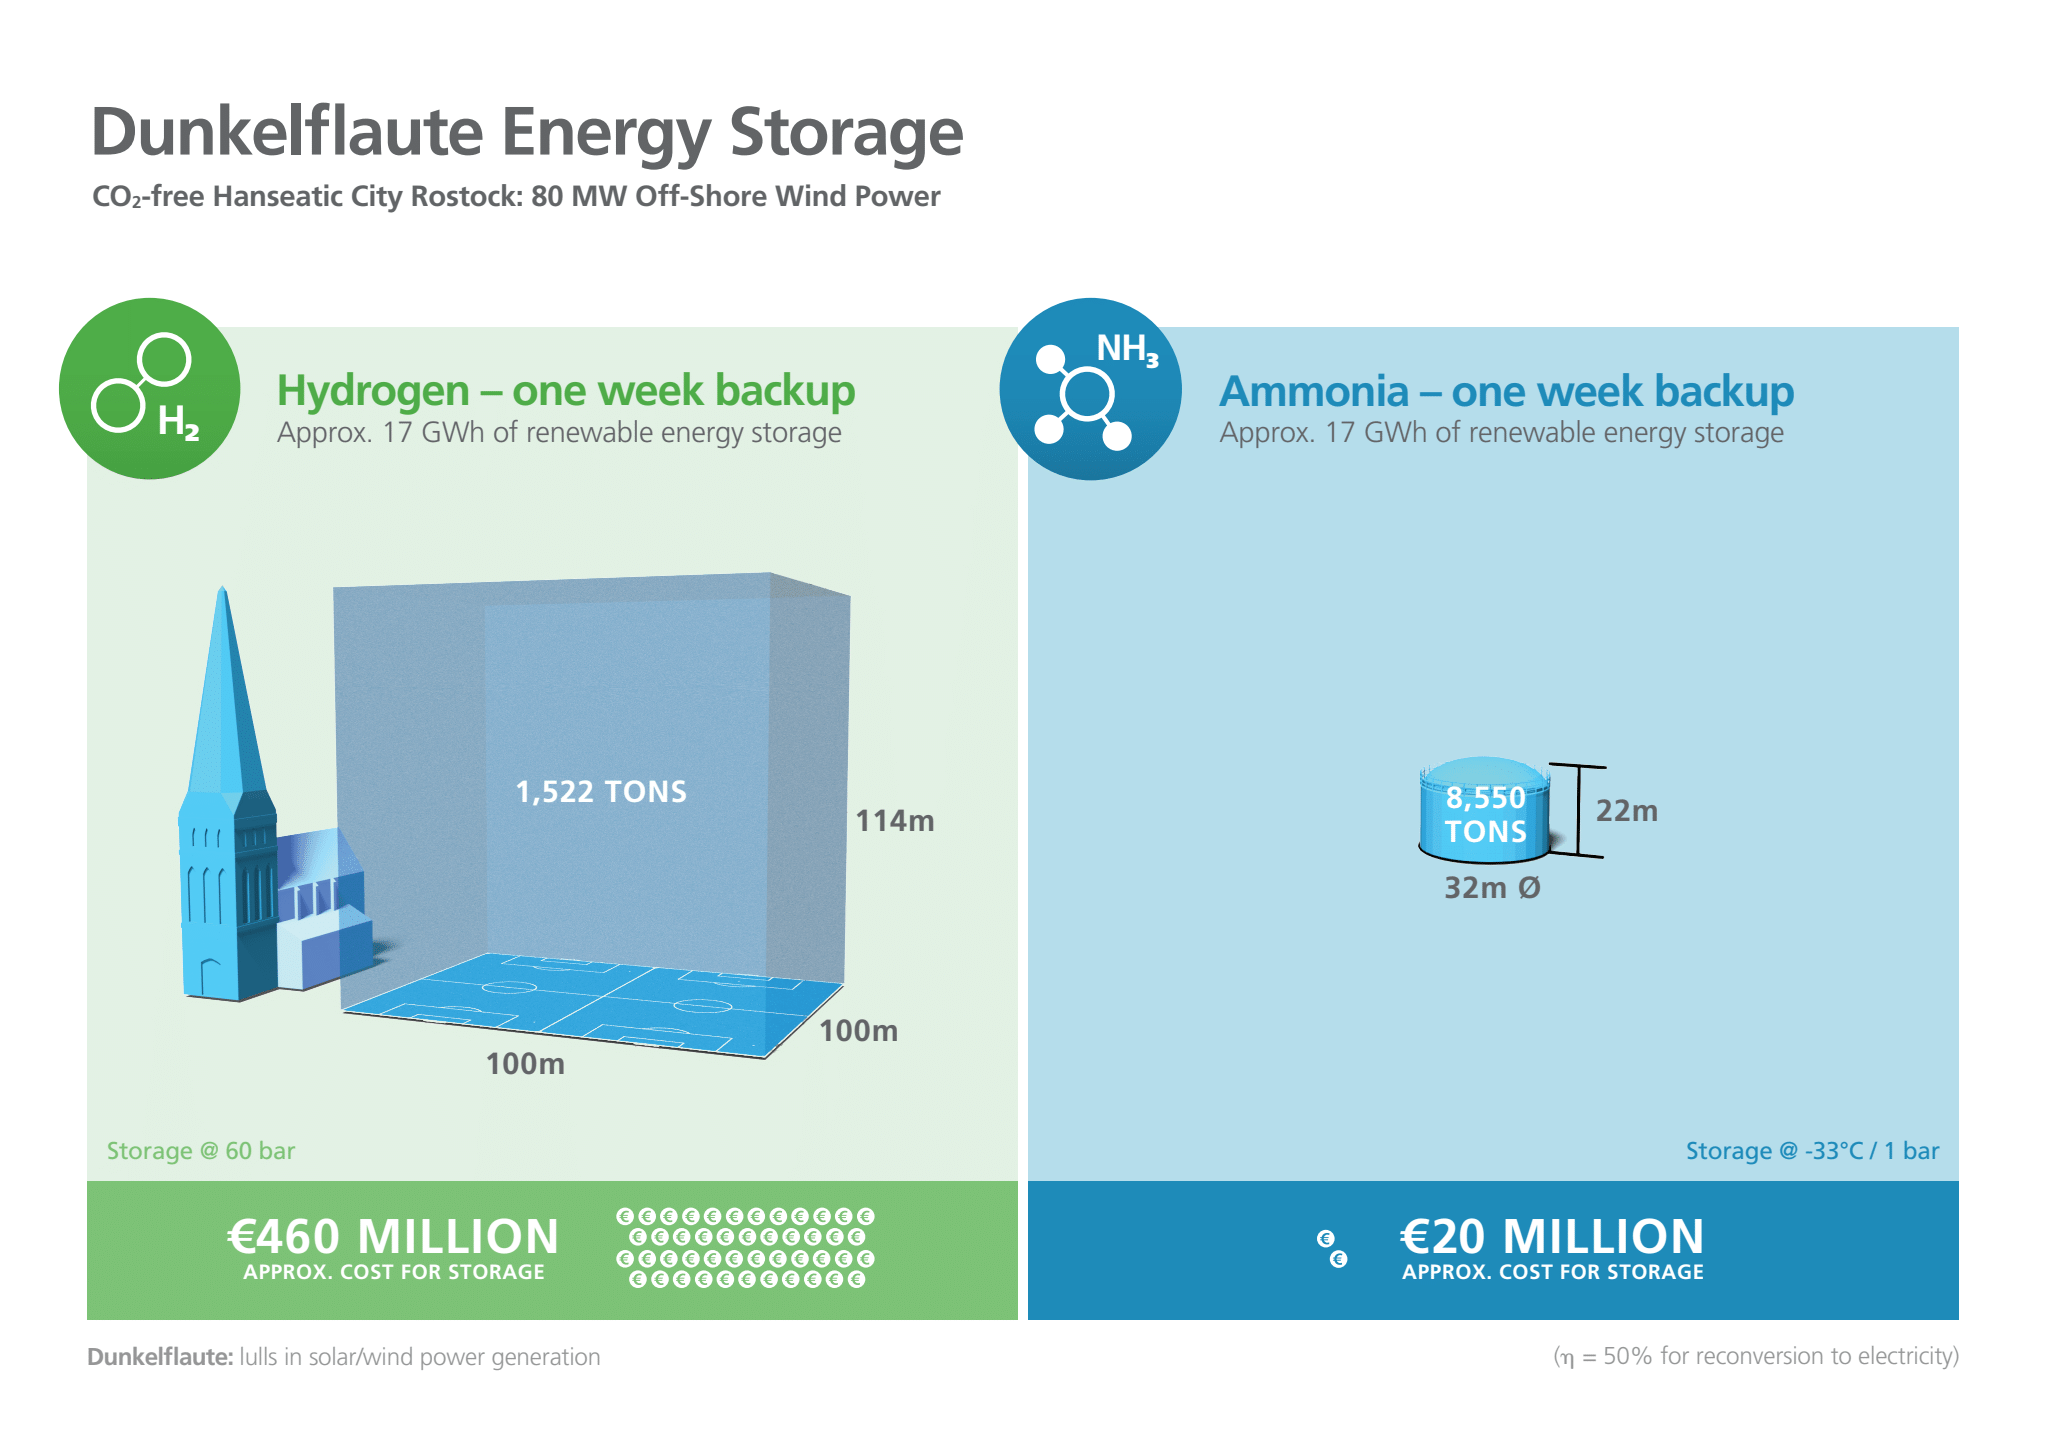 Dunkelflaute Energy Storage
CO₂-free Hanseatic City Rostock: 80 MW Off-Shore Wind Power
H₂
Hydrogen – one week backup
Approx. 17 GWh of renewable energy storage
1,522 TONS
114m
100m
100m
Storage @ 60 bar
€460 MILLION
APPROX. COST FOR STORAGE
€ € € € € € € € € € € €
€ € € € € € € € € € €
€ € € € € € € € € € € €
€ € € € € € € € € € €
NH₃
Ammonia – one week backup
Approx. 17 GWh of renewable energy storage
8,550
TONS
22m
32m Ø
Storage @ -33°C / 1 bar
€
€
€20 MILLION
APPROX. COST FOR STORAGE
Dunkelflaute: lulls in solar/wind power generation
(η = 50% for reconversion to electricity)